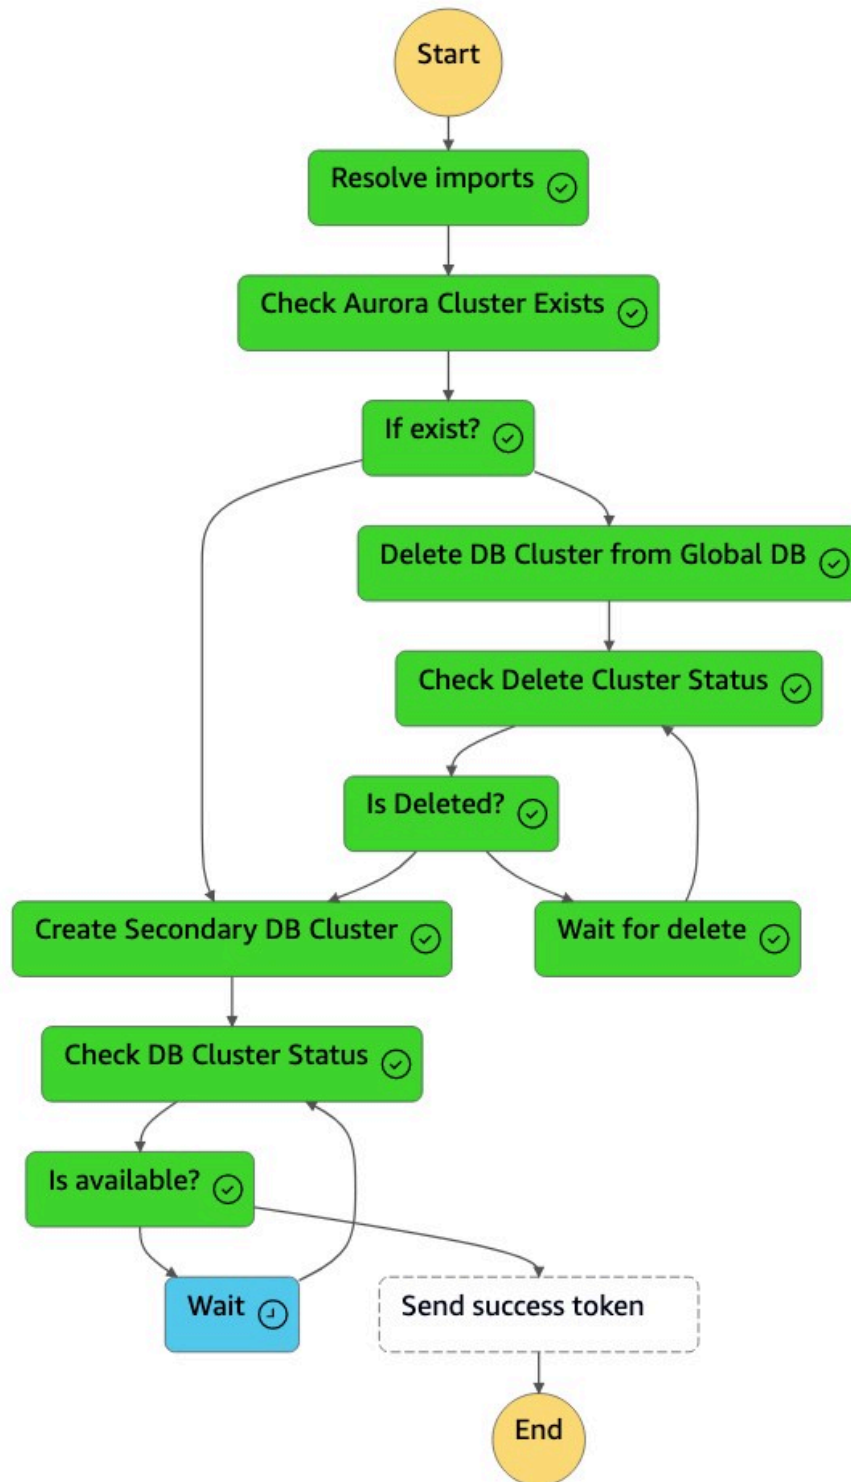 Start
Resolve imports
Check Aurora Cluster Exists
If exist?
Delete DB Cluster from Global DB
Check Delete Cluster Status
Is Deleted?
Create Secondary DB Cluster
Wait for delete
Check DB Cluster Status
Is available?
Wait
Send success token
End